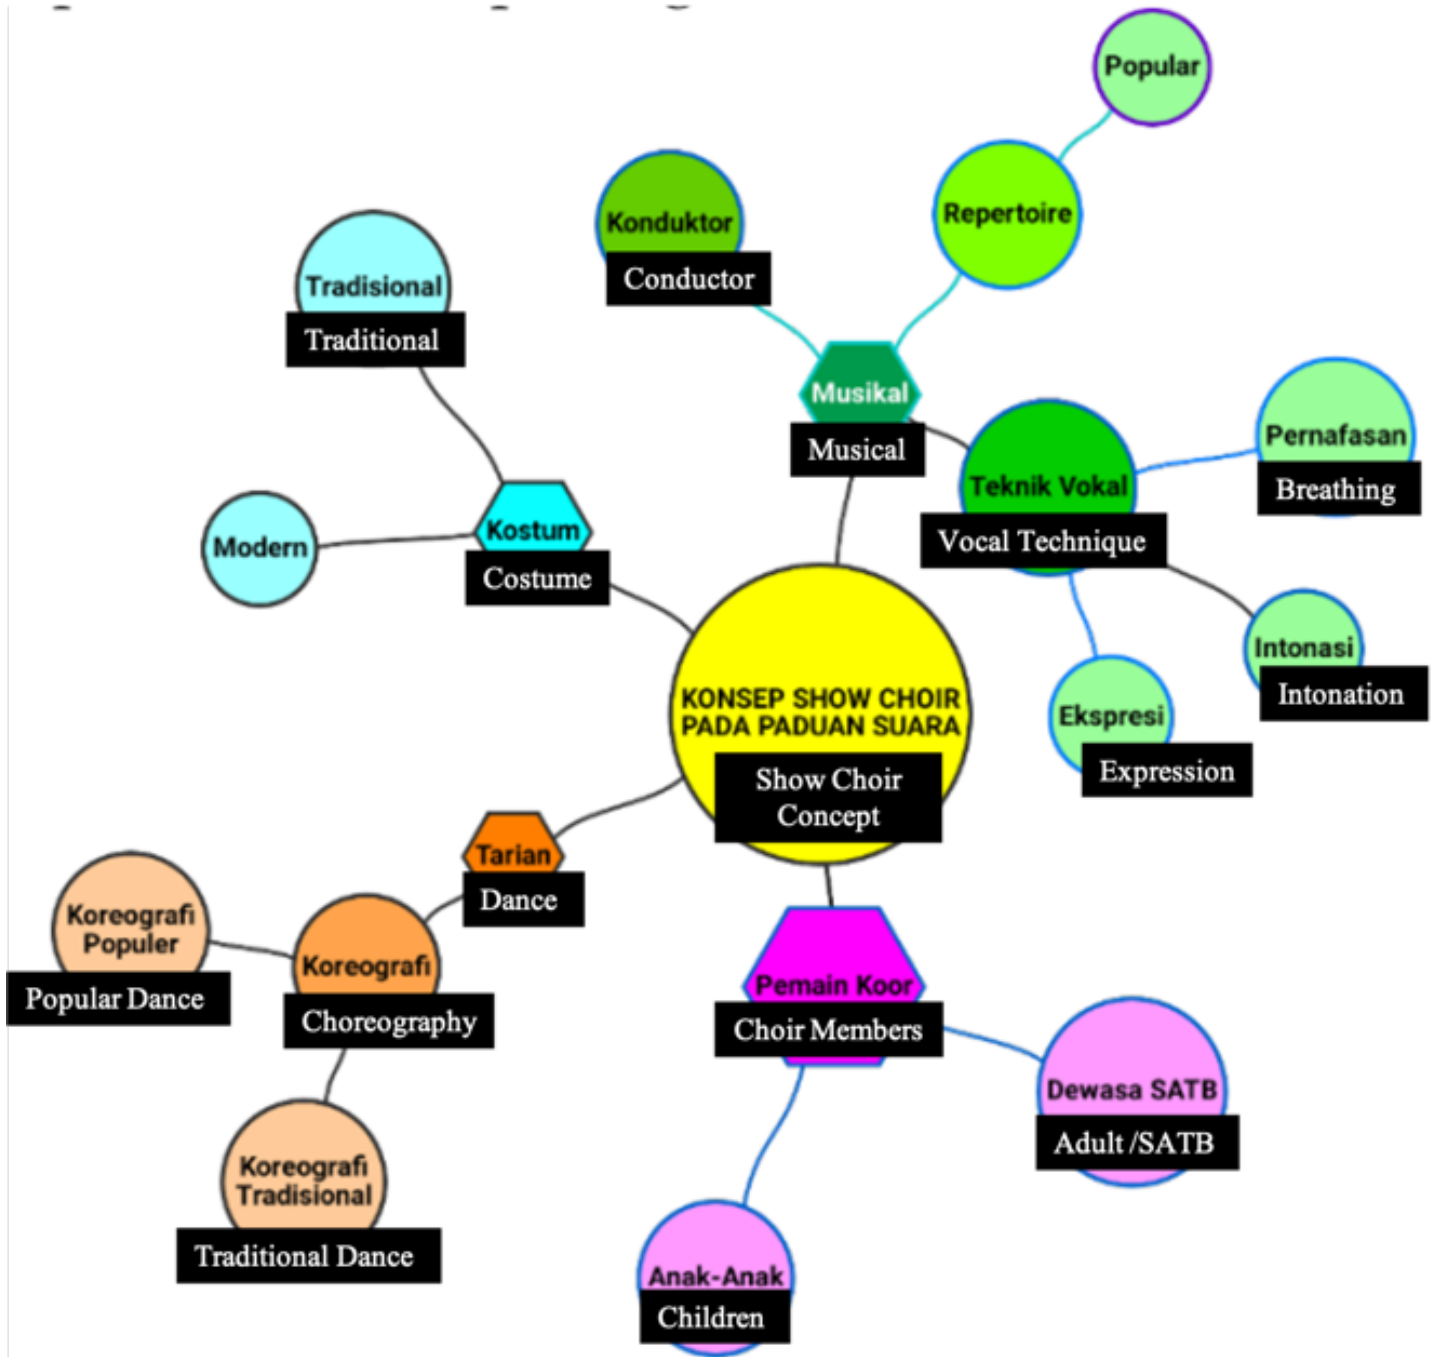 Popular
Repertoire
Konduktor
Conductor
Tradisional
Traditional
Musikal
Musical
Pernafasan
Breathing
Teknik Vokal
Vocal Technique
Modern
Kostum
Costume
Intonasi
Intonation
Ekspresi
Expression
KONSEP SHOW CHOIR
PADA PADUAN SUARA
Show Choir
Concept
Tarian
Dance
Koreografi
Populer
Popular Dance
Koreografi
Choreography
Koreografi
Tradisional
Traditional Dance
Pemain Koor
Choir Members
Dewasa SATB
Adult /SATB
Anak-Anak
Children